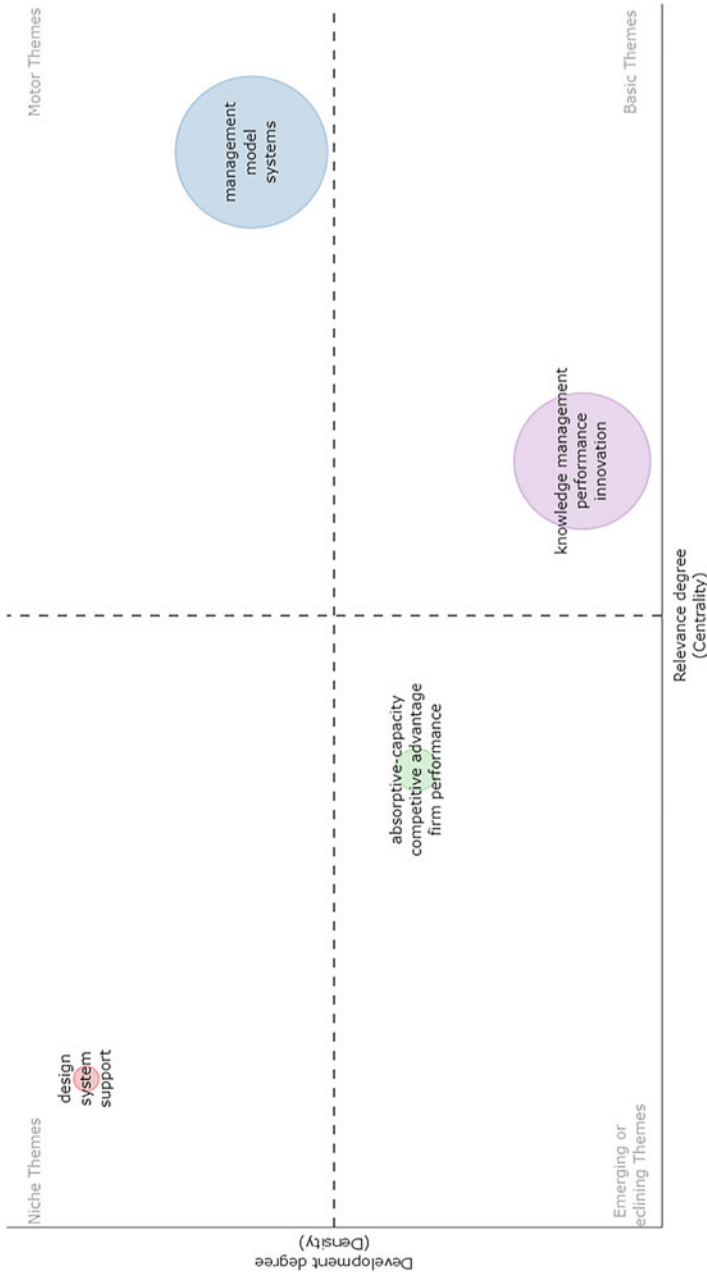 Niche Themes
Motor Themes
design
system
support
management
model
systems
absorptive-capacity
competitive advantage
firm performance
knowledge management
performance
innovation
Emerging or
eclining Themes
Basic Themes
Development degree
(Density)
Relevance degree
(Centrality)